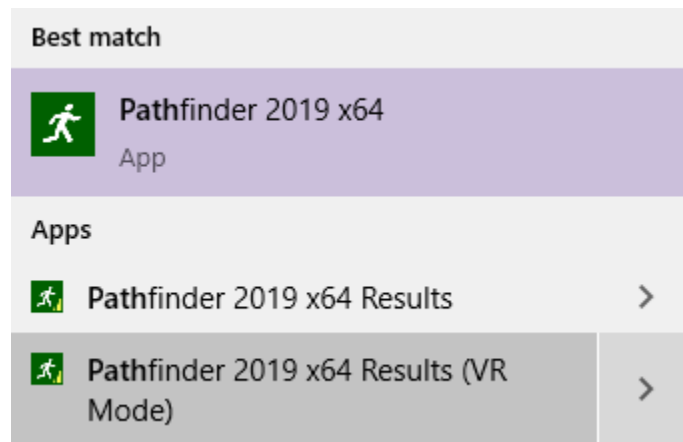 Best match
Pathfinder 2019 x64
App
Apps
Pathfinder 2019 x64 Results
Pathfinder 2019 x64 Results (VR
Mode)